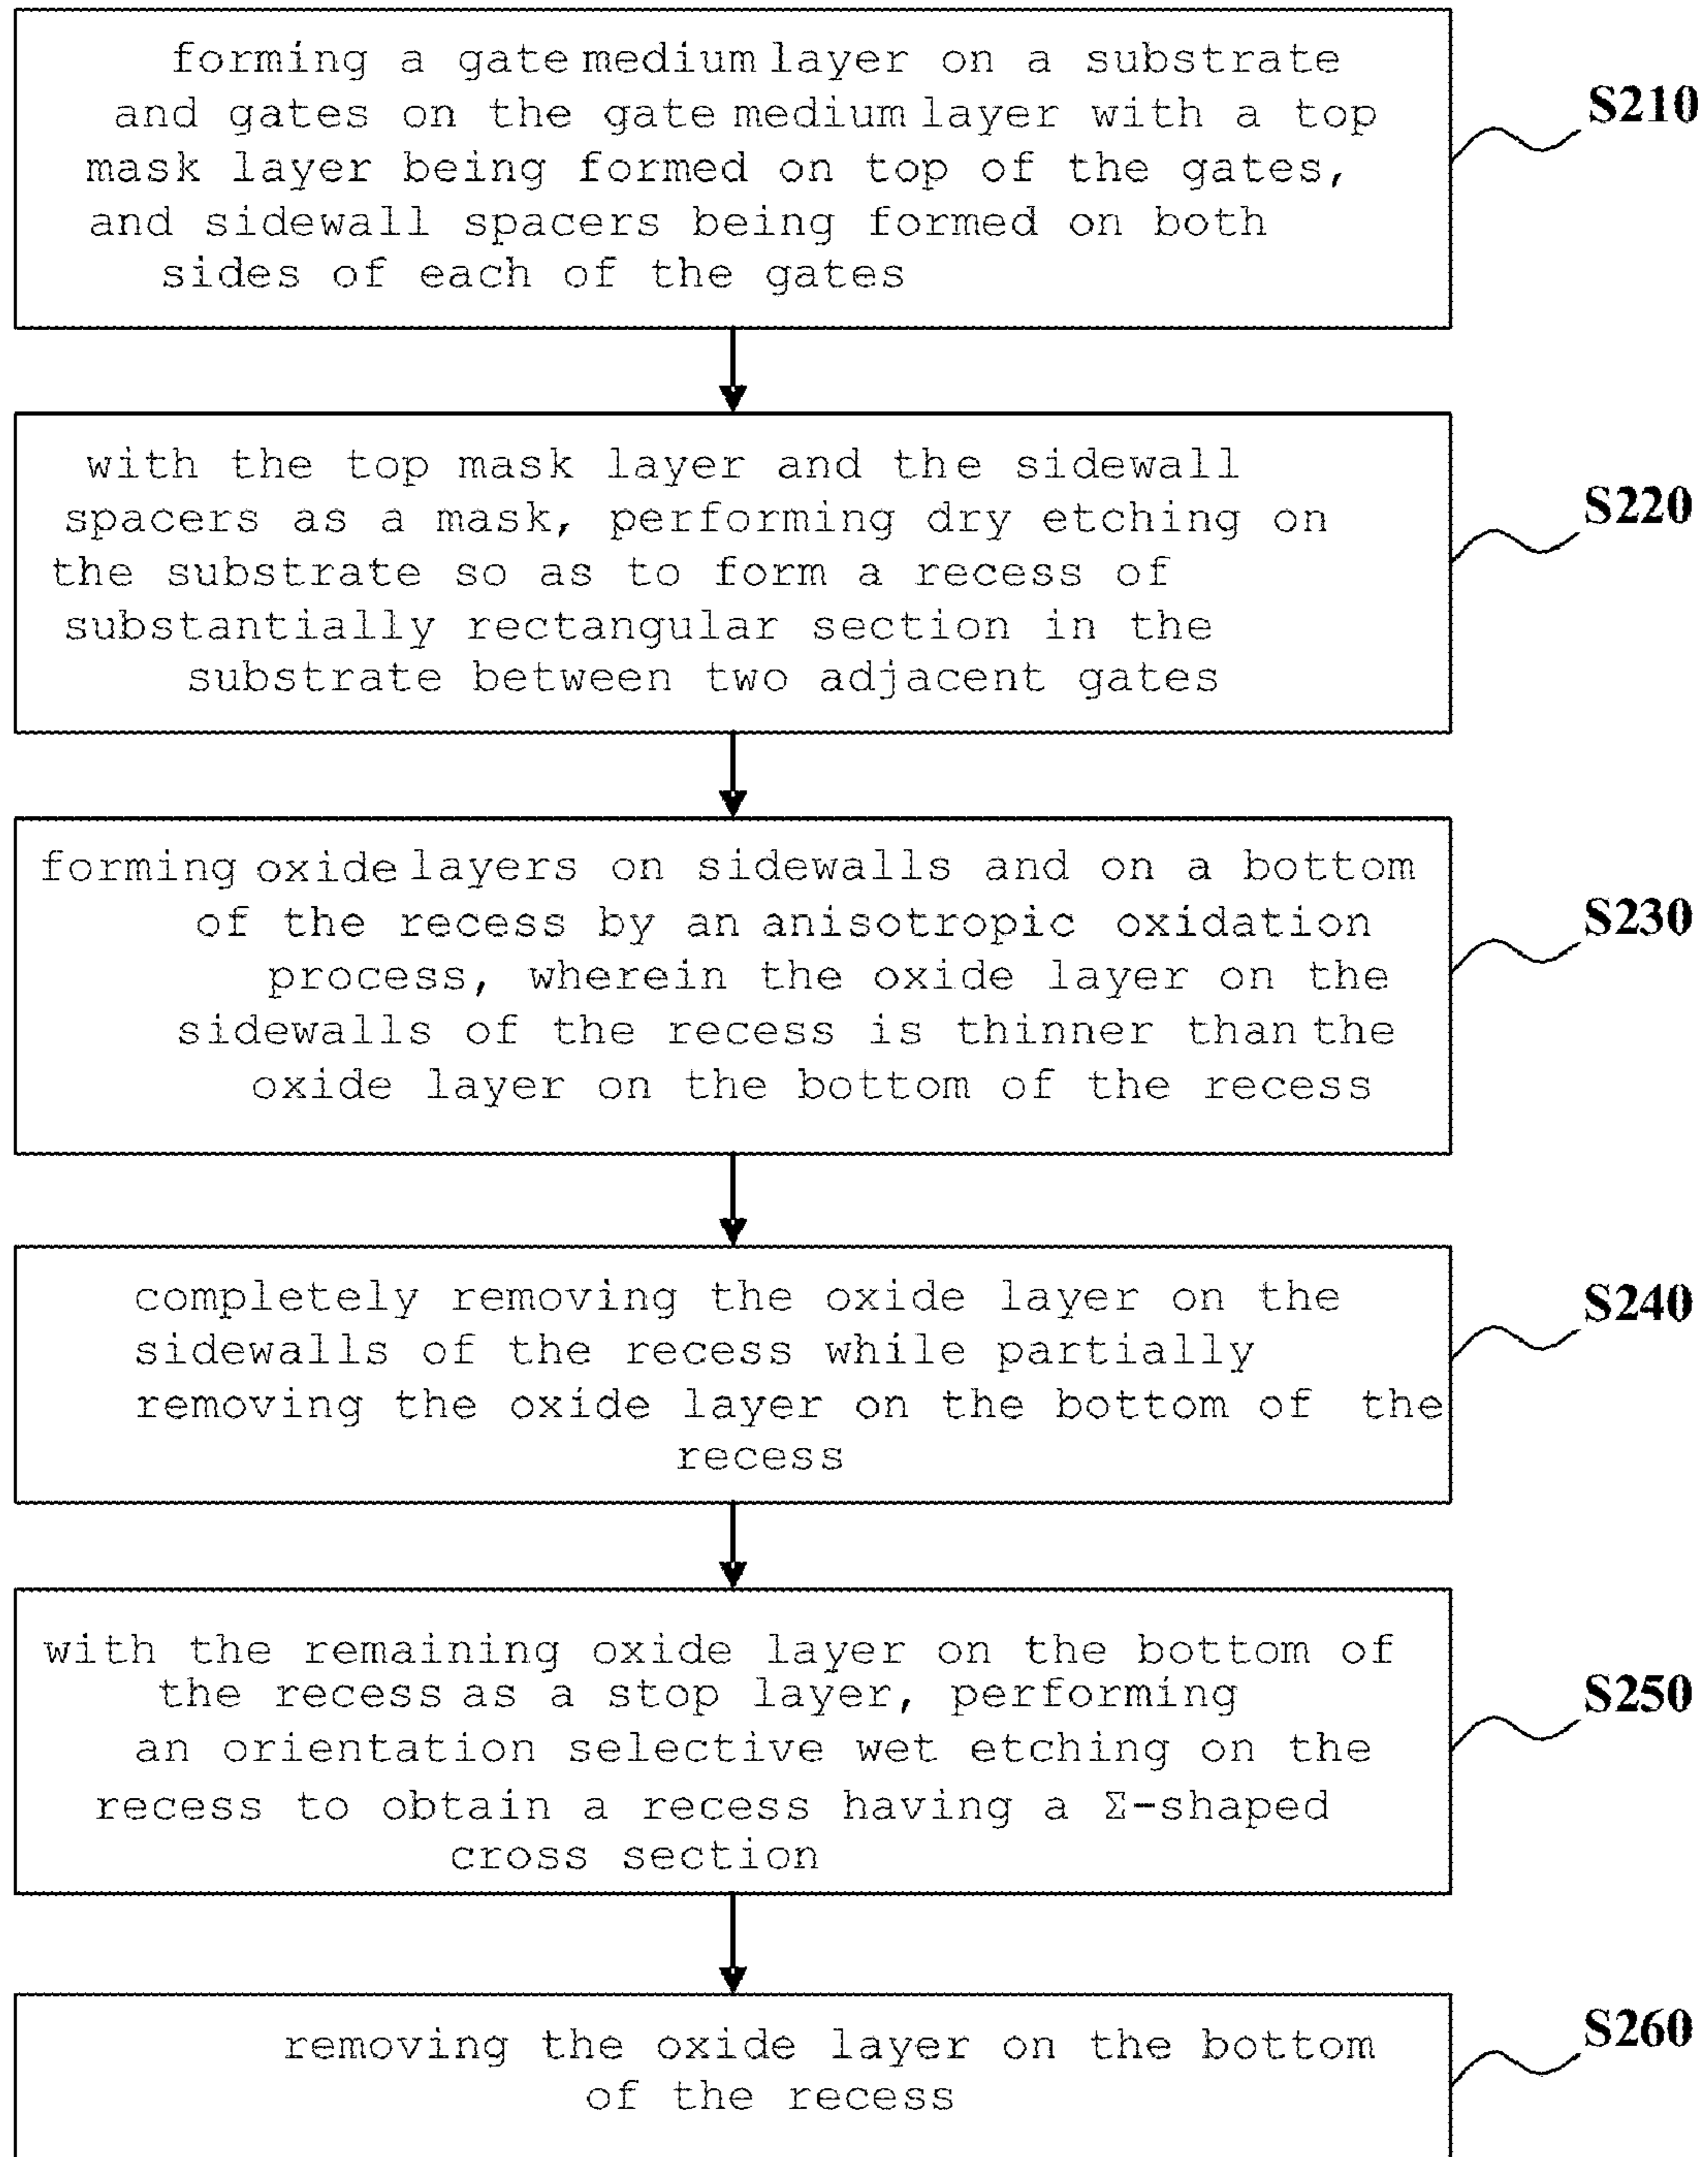 forming a gate medium layer on a substrate
and gates on the gate medium layer with a top
mask layer being formed on top of the gates,
and sidewall spacers being formed on both
sides of each of the gates
S210
with the top mask layer and the sidewall
spacers as a mask, performing dry etching on
the substrate so as to form a recess of
substantially rectangular section in the
substrate between two adjacent gates
S220
forming oxide layers on sidewalls and on a bottom
of the recess by an anisotropic oxidation
process, wherein the oxide layer on the
sidewalls of the recess is thinner than the
oxide layer on the bottom of the recess
S230
completely removing the oxide layer on the
sidewalls of the recess while partially
removing the oxide layer on the bottom of the
recess
S240
with the remaining oxide layer on the bottom of
the recess as a stop layer, performing
an orientation selective wet etching on the
recess to obtain a recess having a Σ-shaped
cross section
S250
removing the oxide layer on the bottom
of the recess
S260